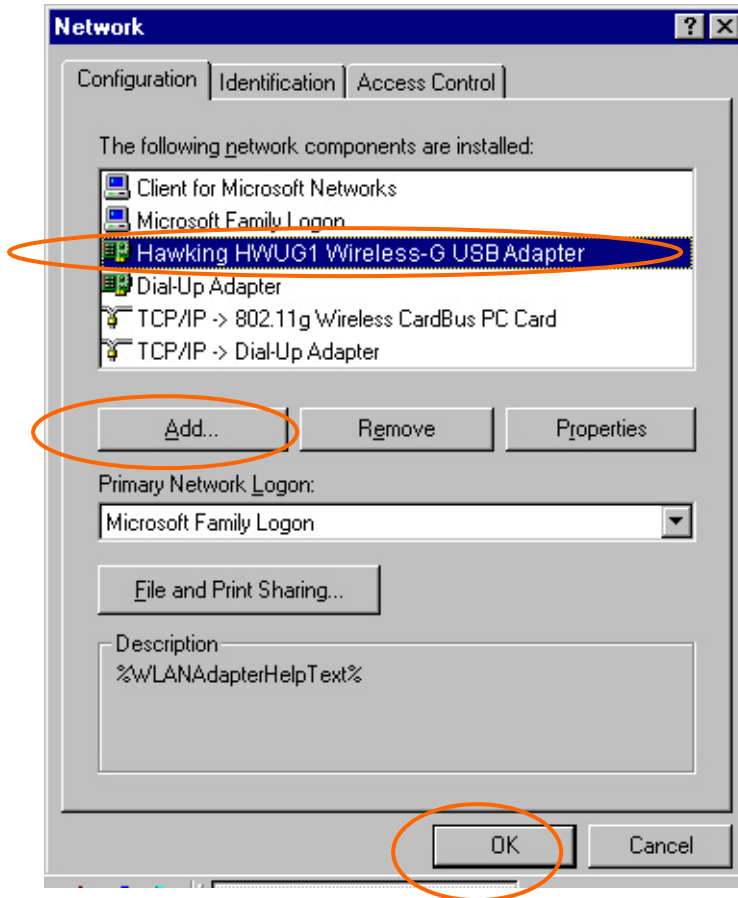 Network
Configuration Identification Access Control
The following network components are installed:
Client for Microsoft Networks
Microsoft Family Logon
Hawking HWUG1 Wireless-G USB Adapter
Dial-Up Adapter
TCP/IP -> 802.11g Wireless CardBus PC Card
TCP/IP -> Dial-Up Adapter
Add... Remove Properties
Primary Network Logon:
Microsoft Family Logon
File and Print Sharing...
Description
%WLANAdapterHelpText%
OK Cancel